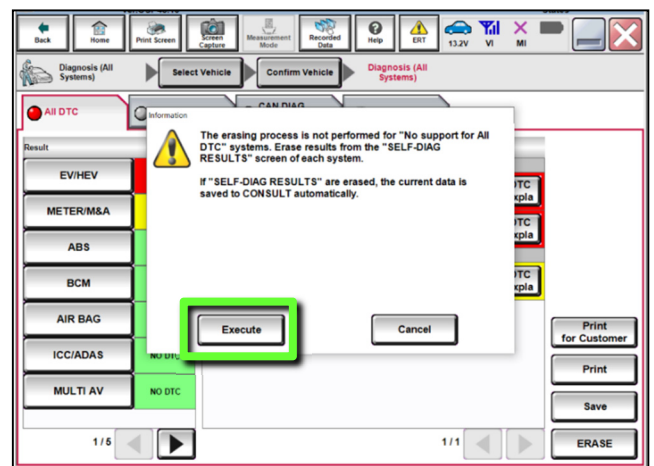 Back
Home
Print Screen
Screen
Capture
Measurement
Mode
Recorded
Data
Help
ERT
13.2V
VI
MI
Diagnosis (All
Systems)
Select Vehicle
Confirm Vehicle
Diagnosis (All
Systems)
All DTC
CAN DIAG
Information
The erasing process is not performed for "No support for All
DTC" systems. Erase results from the "SELF-DIAG
RESULTS" screen of each system.
If "SELF-DIAG RESULTS" are erased, the current data is
saved to CONSULT automatically.
Execute
Cancel
Result
EV/HEV
METER/M&A
ABS
BCM
AIR BAG
ICC/ADAS
NO DTC
MULTI AV
NO DTC
1/5
1/1
Print
for Customer
Print
Save
ERASE